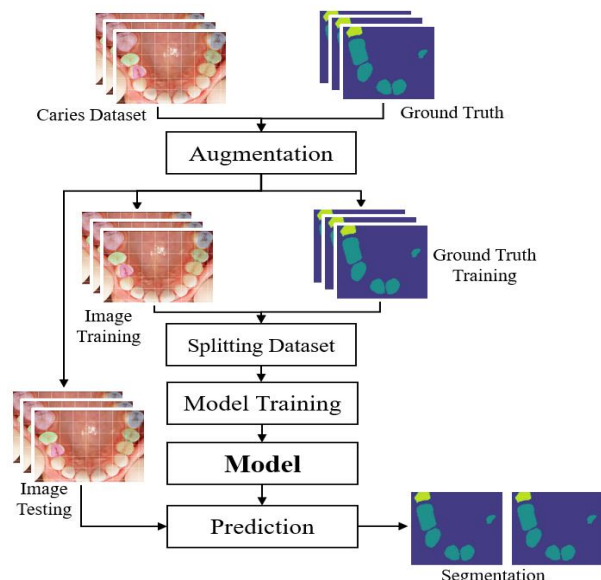 Caries Dataset
Ground Truth
Augmentation
Image
Training
Ground Truth
Training
Splitting Dataset
Model Training
Model
Image
Testing
Prediction
Segmentation